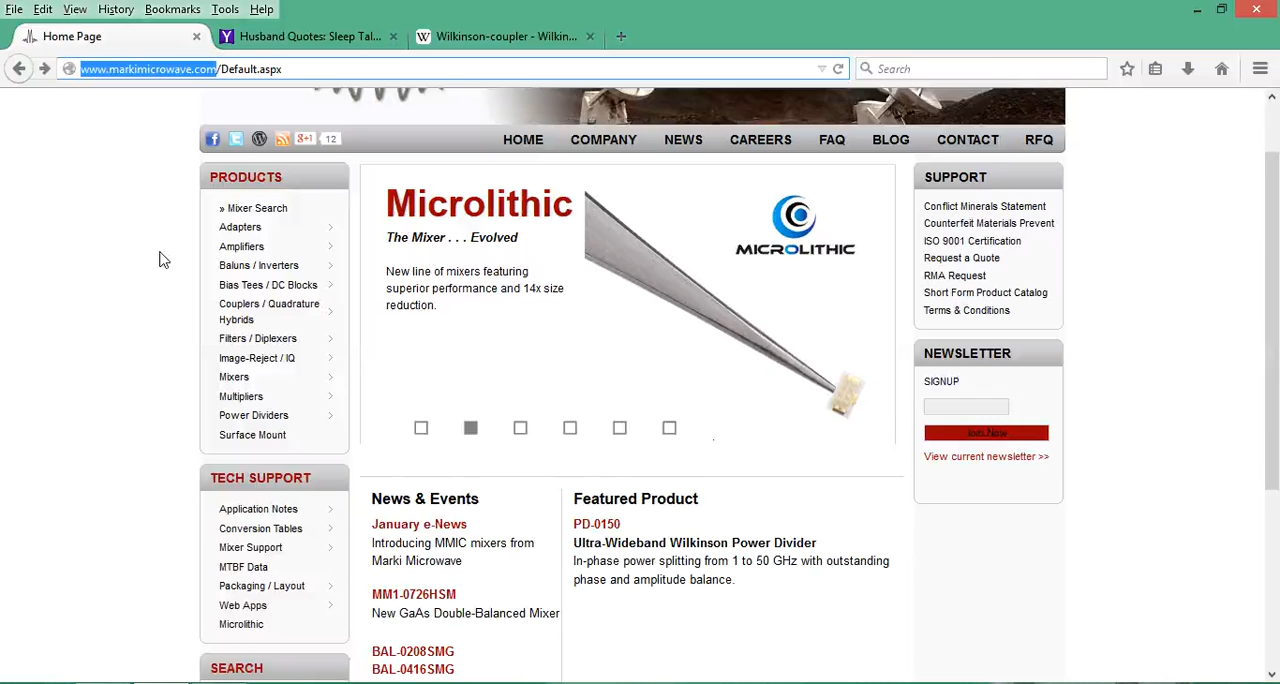 File Edit View History Bookmarks Tools Help
Home Page
Husband Quotes: Sleep Tal...
Wilkinson-coupler - Wilkin...
www.markimicrowave.com/Default.aspx
Search
g+1 12
HOME COMPANY NEWS CAREERS FAQ BLOG CONTACT RFQ
PRODUCTS
» Mixer Search
Adapters
Amplifiers
Baluns / Inverters
Bias Tees / DC Blocks
Couplers / Quadrature
Hybrids
Filters / Diplexers
Image-Reject / IQ
Mixers
Multipliers
Power Dividers
Surface Mount
TECH SUPPORT
Application Notes
Conversion Tables
Mixer Support
MTBF Data
Packaging / Layout
Web Apps
Microlithic
SEARCH
Microlithic
The Mixer . . . Evolved
New line of mixers featuring
superior performance and 14x size
reduction.
MICROLITHIC
News & Events
January e-News
Introducing MMIC mixers from
Marki Microwave
MM1-0726HSM
New GaAs Double-Balanced Mixer
BAL-0208SMG
BAL-0416SMG
Featured Product
PD-0150
Ultra-Wideband Wilkinson Power Divider
In-phase power splitting from 1 to 50 GHz with outstanding
phase and amplitude balance.
SUPPORT
Conflict Minerals Statement
Counterfeit Materials Prevent
ISO 9001 Certification
Request a Quote
RMA Request
Short Form Product Catalog
Terms & Conditions
NEWSLETTER
SIGNUP
Join Now
View current newsletter >>